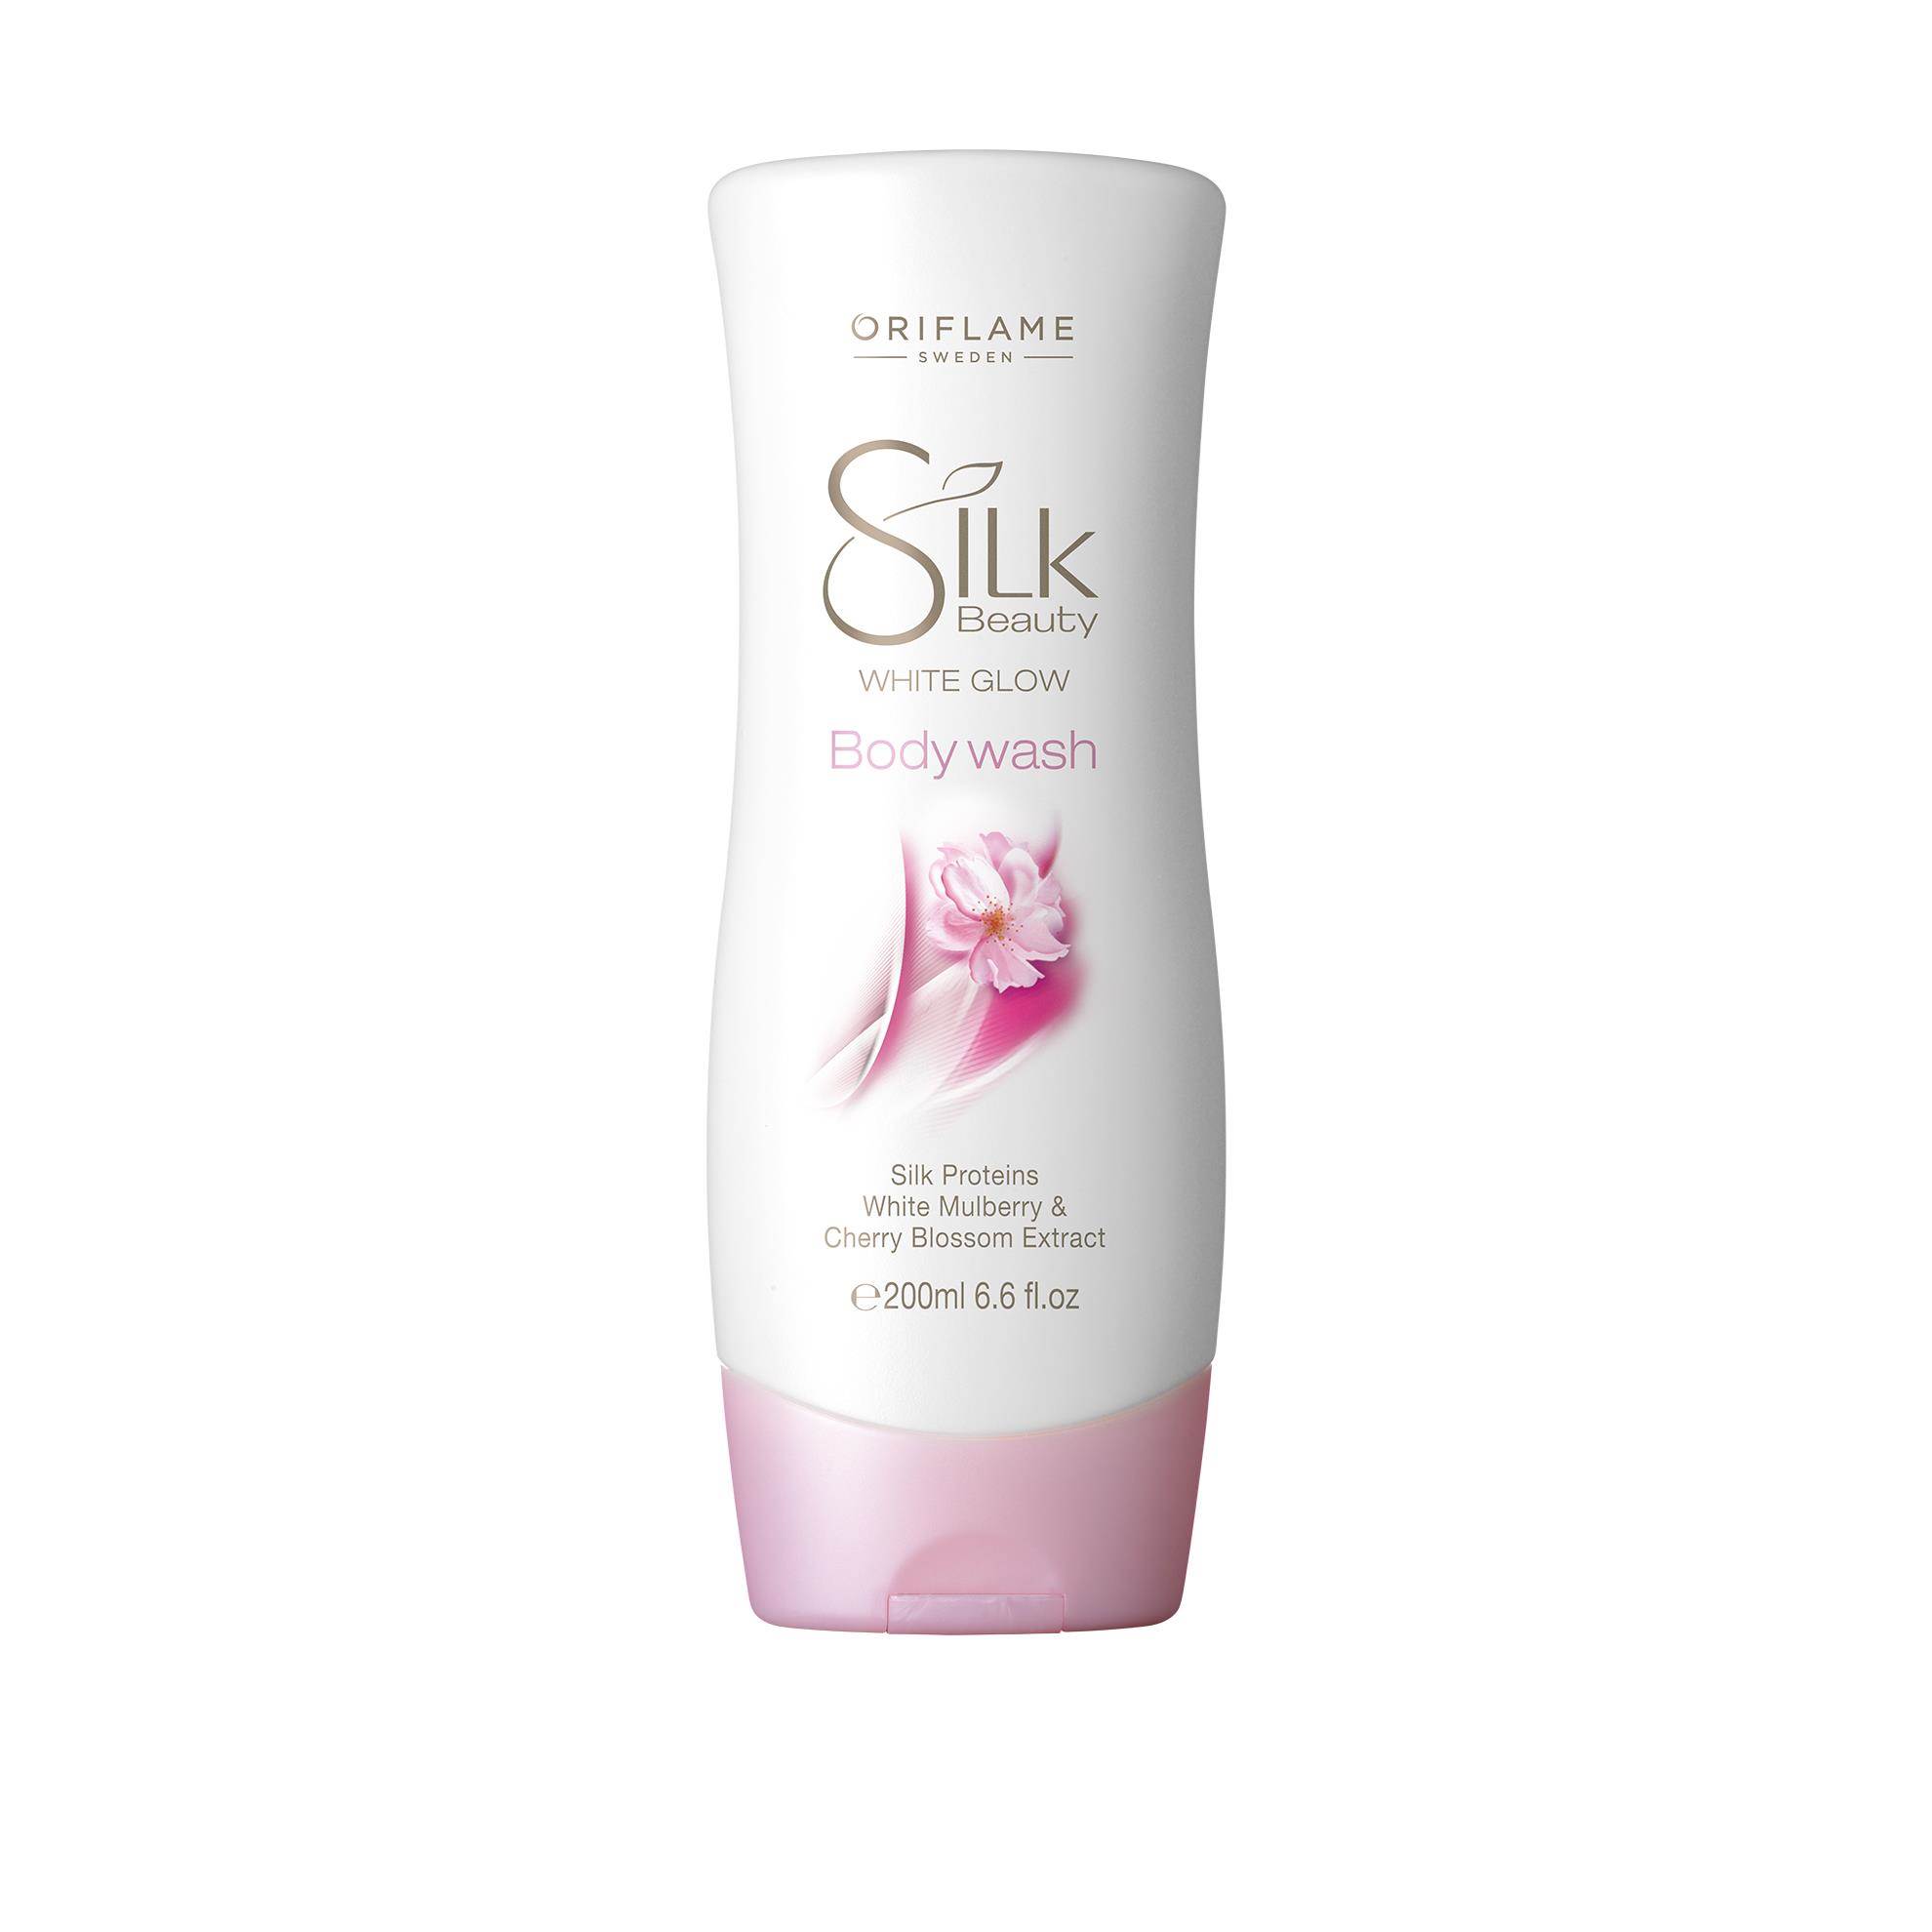 ORIFLAME
SWEDEN
SILK
Beauty
WHITE GLOW
Body wash
Silk Proteins
White Mulberry &
Cherry Blossom Extract
℮200ml 6.6 fl.oz